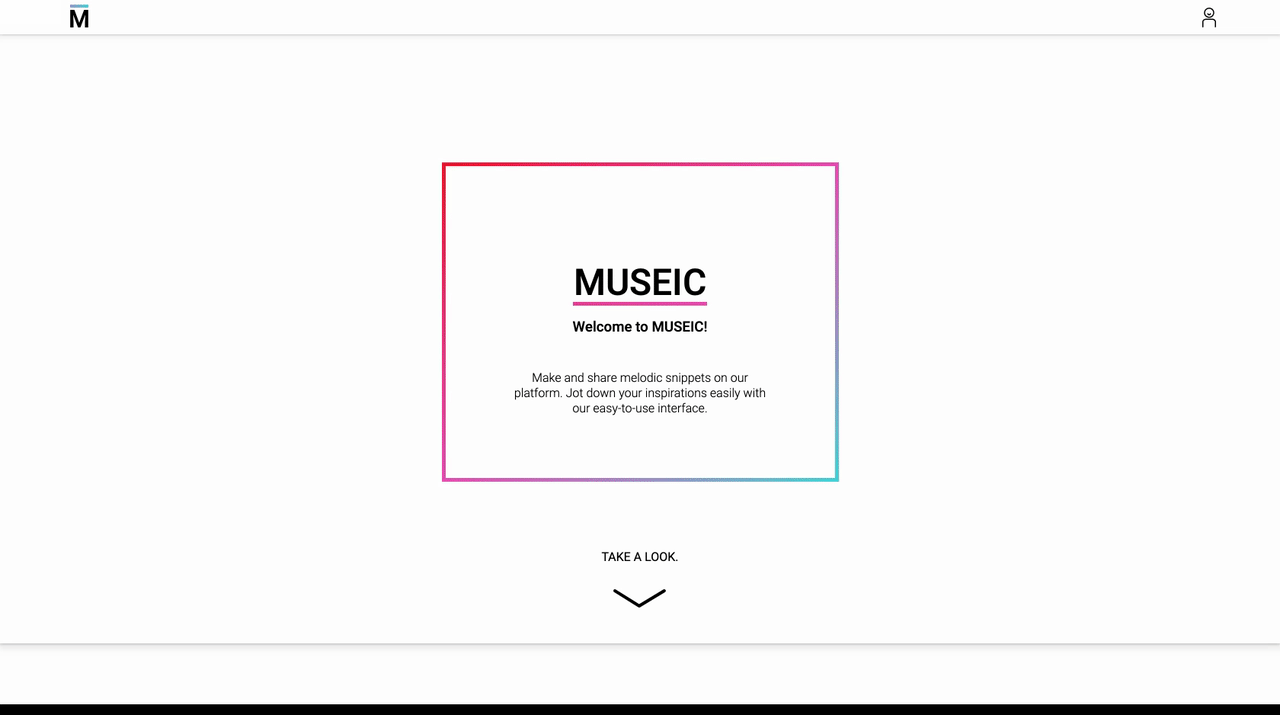 M
MUSEIC
Welcome to MUSEIC!
Make and share melodic snippets on our
platform. Jot down your inspirations easily with
our easy-to-use interface.
TAKE A LOOK.